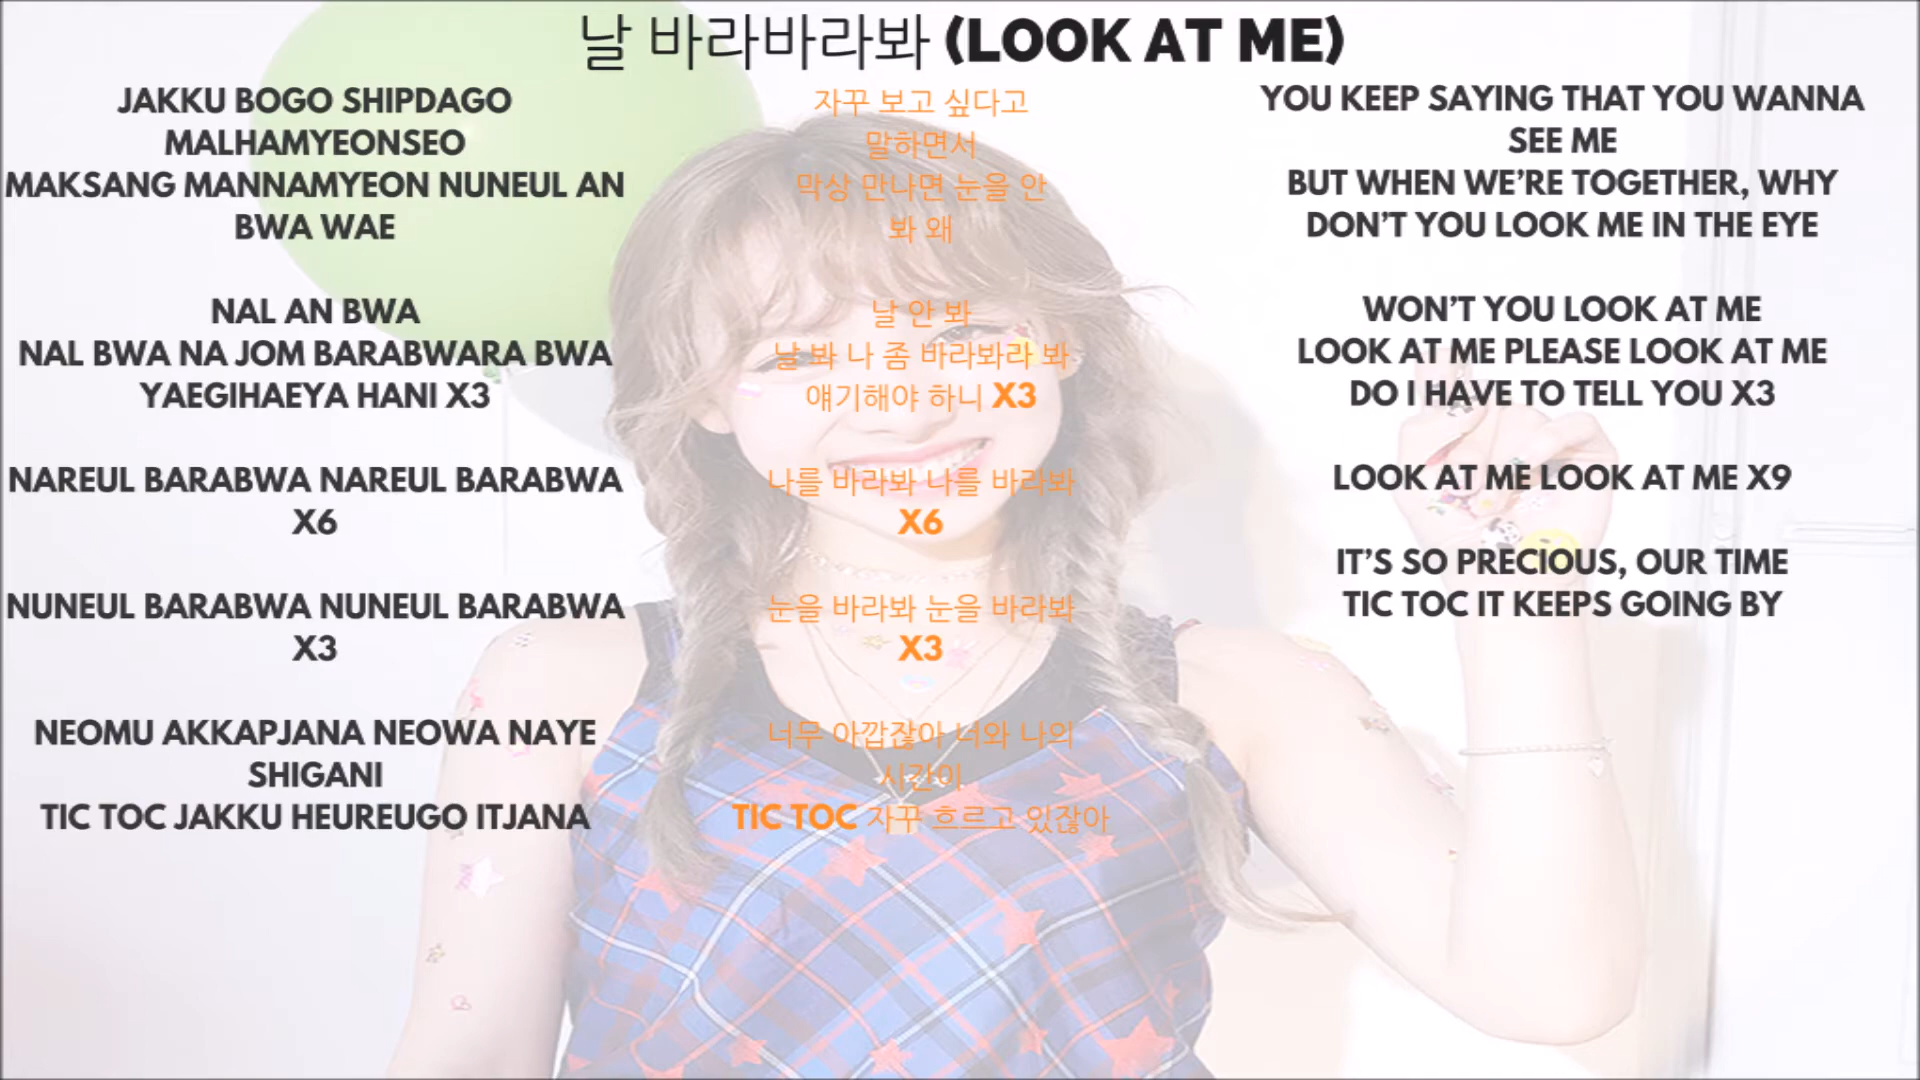 날 바라바라봐 (LOOK AT ME)
JAKKU BOGO SHIPDAGO
MALHAMYEONSEO
MAKSANG MANNAMYEON NUNEUL AN
BWA WAE
NAL AN BWA
NAL BWA NA JOM BARABWARA BWA
YAEGIHAEYA HANI X3
NAREUL BARABWA NAREUL BARABWA
X6
NUNEUL BARABWA NUNEUL BARABWA
X3
NEOMU AKKAPJANA NEOWA NAYE
SHIGANI
TIC TOC JAKKU HEUREUGO ITJANA
자꾸 보고 싶다고
말하면서
막상 만나면 눈을 안
봐 왜
날 안 봐
날 봐 나 좀 바라봐라 봐
얘기해야 하니 X3
나를 바라봐 나를 바라봐
X6
눈을 바라봐 눈을 바라봐
X3
너무 아깝잖아 너와 나의
시간이
TIC TOC 자꾸 흐르고 있잖아
YOU KEEP SAYING THAT YOU WANNA
SEE ME
BUT WHEN WE’RE TOGETHER, WHY
DON’T YOU LOOK ME IN THE EYE
WON’T YOU LOOK AT ME
LOOK AT ME PLEASE LOOK AT ME
DO I HAVE TO TELL YOU X3
LOOK AT ME LOOK AT ME X9
IT’S SO PRECIOUS, OUR TIME
TIC TOC IT KEEPS GOING BY